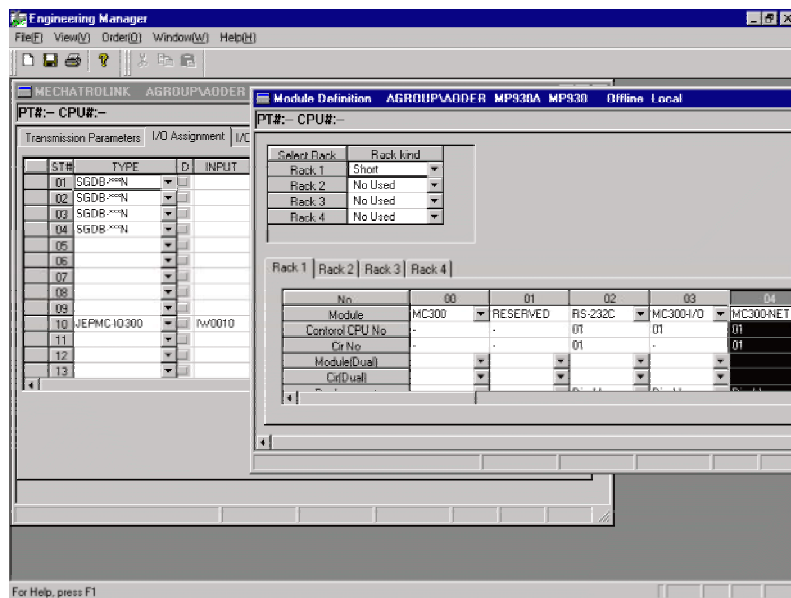 Engineering Manager
File(F) View(V) Order(O) Window(W) Help(H)
MECHATROLINK AGROUP\AODER
PT#:– CPU#:–
Transmission Parameters I/O Assignment I/O
ST# TYPE D INPUT
01 SGDB-***N
02 SGDB-***N
03 SGDB-***N
04 SGDB-***N
05
06
07
08
09
10 JEPMC-IO300 IW0010
11
12
13
Module Definition AGROUP\AODER MP930A MP930 Offline Local
PT#:– CPU#:–
Select Rack Rack kind
Rack 1 Short
Rack 2 No Used
Rack 3 No Used
Rack 4 No Used
Rack 1 Rack 2 Rack 3 Rack 4
No 00 01 02 03 04
Module MC300 RESERVED RS-232C MC300-I/O MC300-NET
Contorol CPU No - - 01 01 01
Cir No - - 01 - 01
Module(Dual)
Cir(Dual)
For Help, press F1